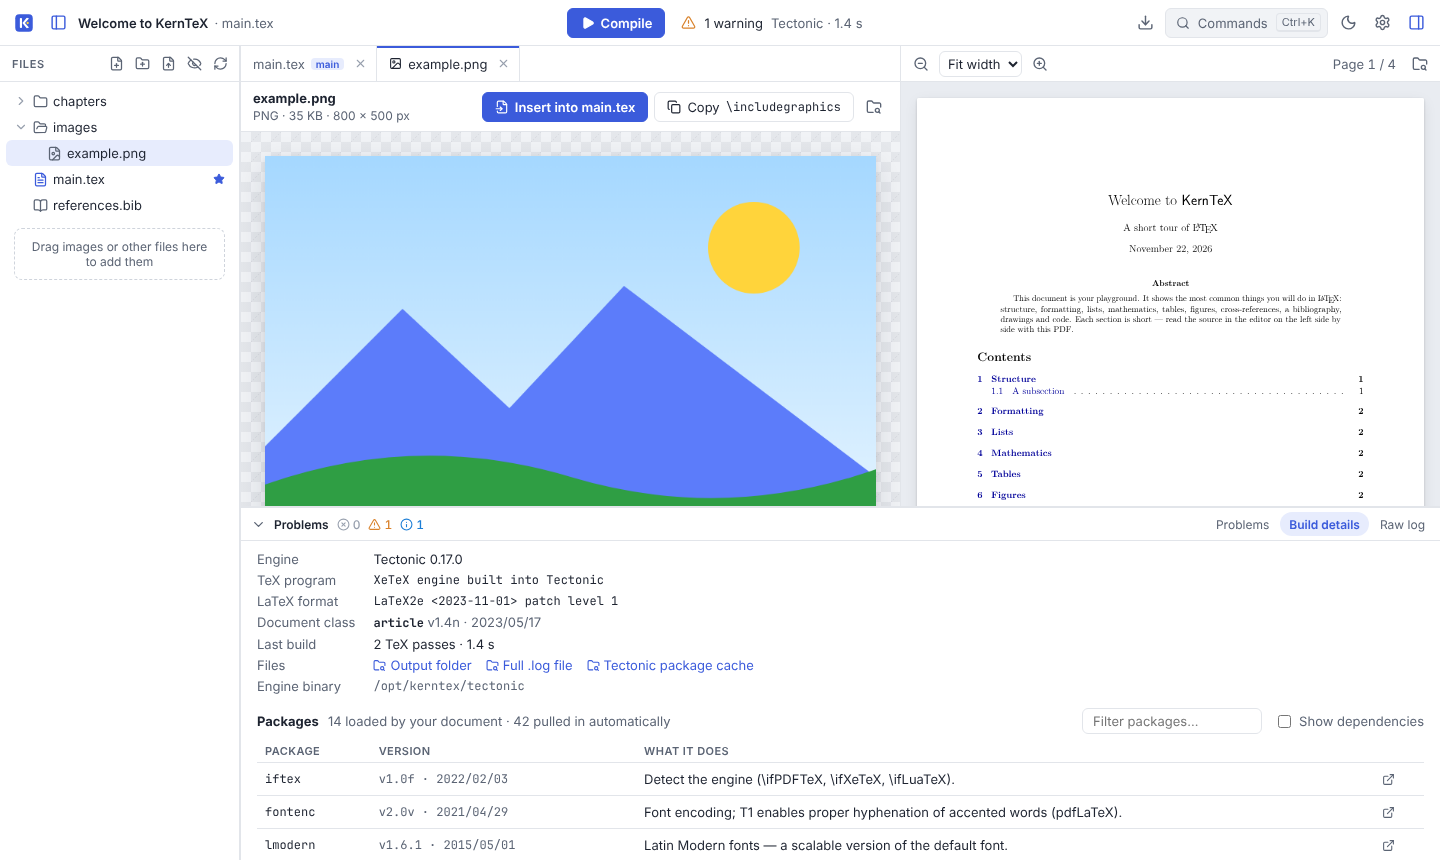 Welcome to KernTeX · main.tex
Compile
1 warning Tectonic · 1.4 s
Commands Ctrl+K
FILES
chapters
images
example.png
main.tex
references.bib
Drag images or other files here
to add them
main.tex main
example.png
example.png
PNG · 35 KB · 800 × 500 px
Insert into main.tex
Copy \includegraphics
Fit width
Page 1 / 4
Welcome to KernTeX
A short tour of LaTeX
November 22, 2026
Abstract
This document is your playground. It shows the most common things you will do in LaTeX:
structure, formatting, lists, mathematics, tables, figures, cross-references, a bibliography,
drawings and code. Each section is short — read the source in the editor on the left side by
side with this PDF.
Contents
1 Structure 1
1.1 A subsection . . . . . . . . . . . . . . . . . . . . . . . . . . . . . . . . . . . . 1
2 Formatting 2
3 Lists 2
4 Mathematics 2
5 Tables 2
6 Figures 2
Problems 0 1 1
Problems Build details Raw log
Engine Tectonic 0.17.0
TeX program XeTeX engine built into Tectonic
LaTeX format LaTeX2e <2023-11-01> patch level 1
Document class article v1.4n · 2023/05/17
Last build 2 TeX passes · 1.4 s
Files Output folder Full .log file Tectonic package cache
Engine binary /opt/kerntex/tectonic
Packages 14 loaded by your document · 42 pulled in automatically
Filter packages... Show dependencies
PACKAGE VERSION WHAT IT DOES
iftex v1.0f · 2022/02/03 Detect the engine (\ifPDFTeX, \ifXeTeX, \ifLuaTeX).
fontenc v2.0v · 2021/04/29 Font encoding; T1 enables proper hyphenation of accented words (pdfLaTeX).
lmodern v1.6.1 · 2015/05/01 Latin Modern fonts — a scalable version of the default font.